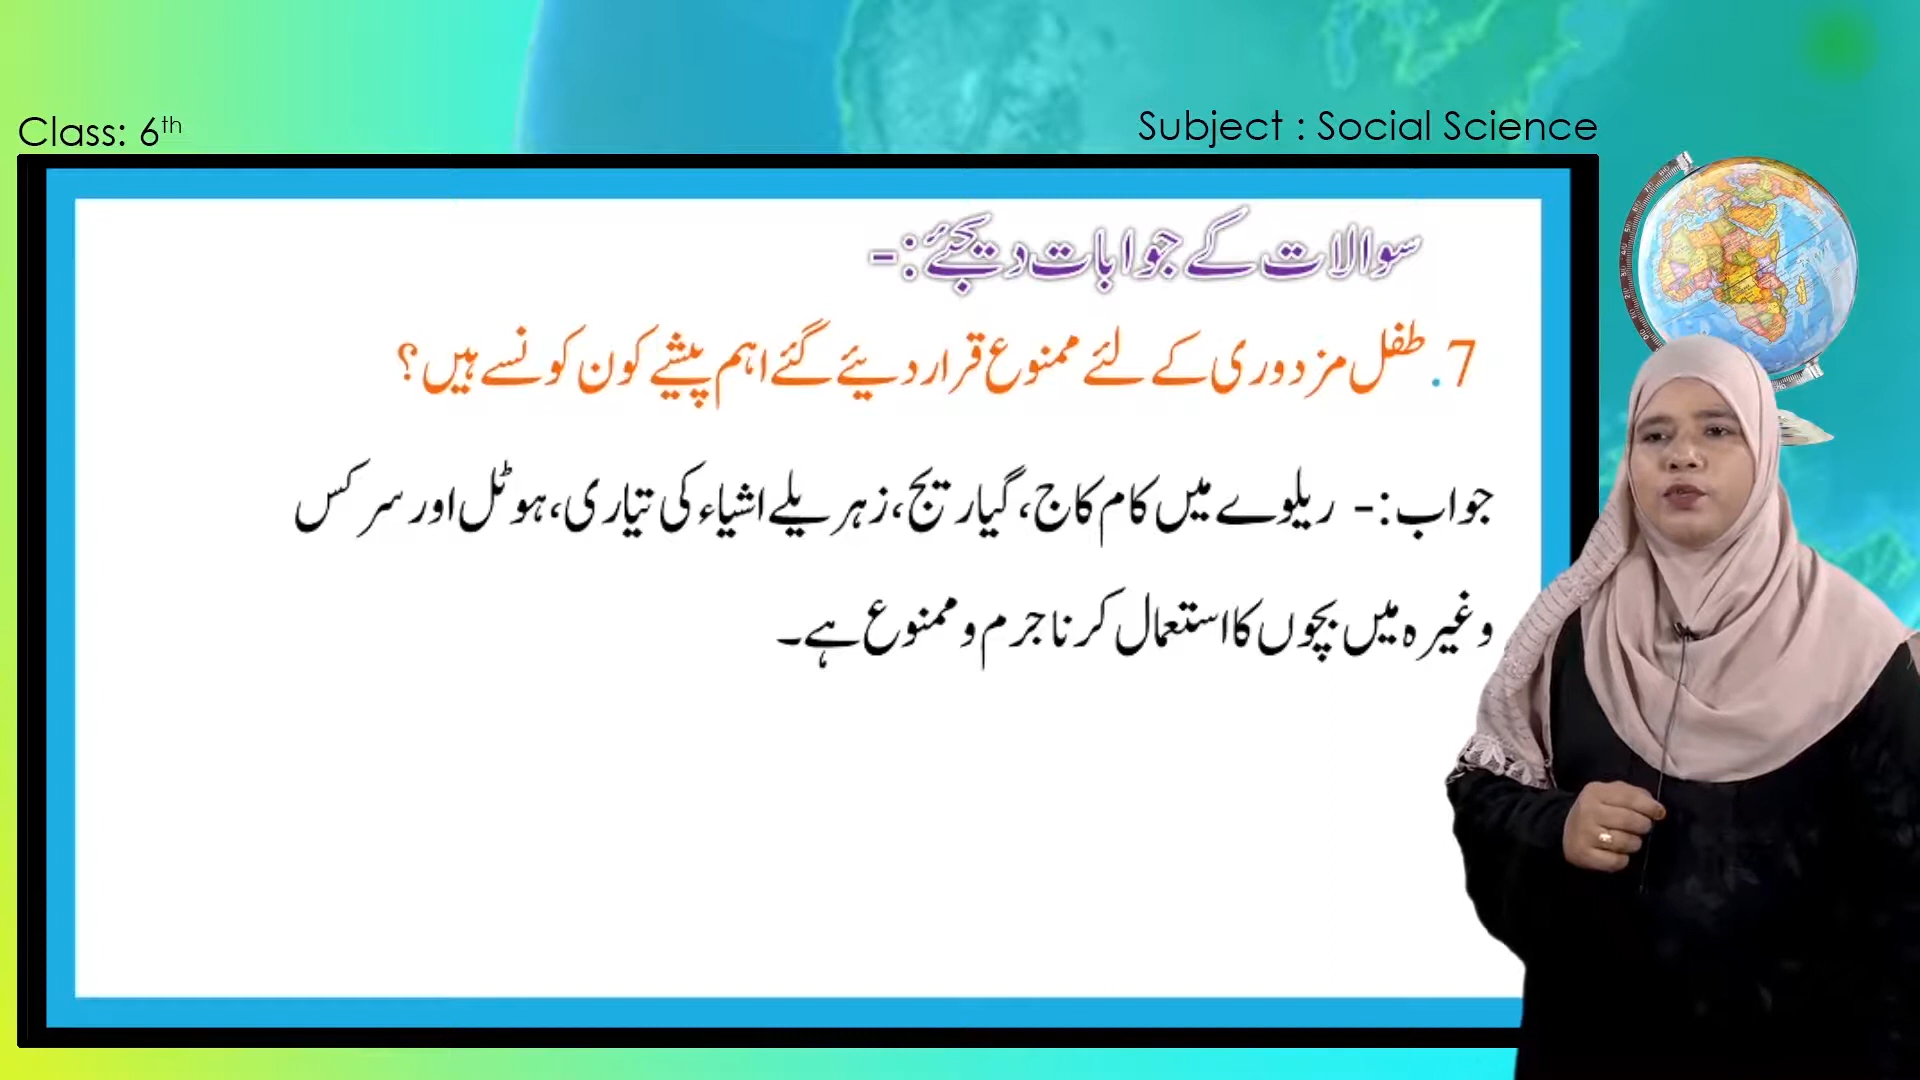 Class: 6th
Subject : Social Science
سوالات کے جوابات دیجئے:-
7. طفل مزدوری کے لئے ممنوع قرار دیئے گئے اہم پیشے کون کونسے ہیں؟
جواب:- ریلوے میں کام کاج، گیاریج، زہریلے اشیاء کی تیاری، ہوٹل اور سرکس
وغیرہ میں بچوں کا استعمال کرنا جرم و ممنوع ہے۔